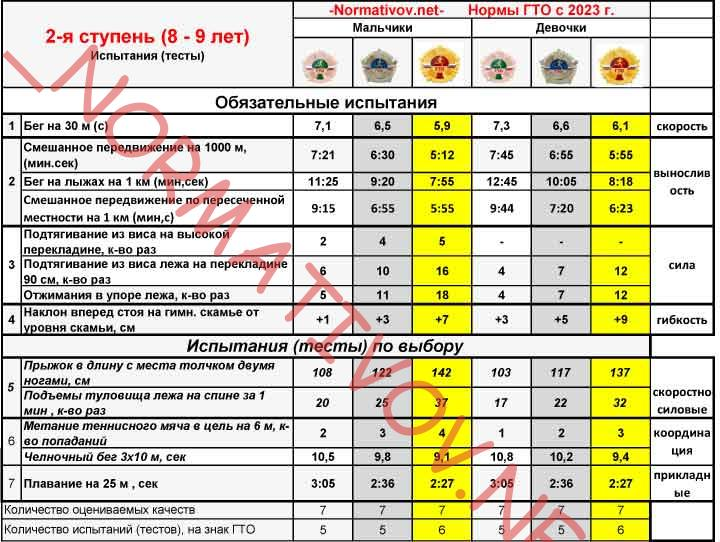 -Normativov.net- Нормы ГТО с 2023 г.
2-я ступень (8 - 9 лет)
Испытания (тесты)
Мальчики Девочки
Обязательные испытания
1 Бег на 30 м (с) 7,1 6,5 5,9 7,3 6,6 6,1 скорость
2 Смешанное передвижение на 1000 м,
(мин.сек) 7:21 6:30 5:12 7:45 6:55 5:55
Бег на лыжах на 1 км (мин,сек) 11:25 9:20 7:55 12:45 10:05 8:18
Смешанное передвижение по пересеченной
местности на 1 км (мин,с) 9:15 6:55 5:55 9:44 7:20 6:23
вынослив
ость
3 Подтягивание из виса на высокой
перекладине, к-во раз 2 4 5 - - -
Подтягивание из виса лежа на перекладине
90 см, к-во раз 6 10 16 4 7 12
Отжимания в упоре лежа, к-во раз 5 11 18 4 7 12
сила
4 Наклон вперед стоя на гимн. скамье от
уровня скамьи, см +1 +3 +7 +3 +5 +9 гибкость
Испытания (тесты) по выбору
5 Прыжок в длину с места толчком двумя
ногами, см 108 122 142 103 117 137
Подъемы туловища лежа на спине за 1
мин , к-во раз 20 25 37 17 22 32
скоростно
силовые
6 Метание теннисного мяча в цель на 6 м, к-
во попаданий 2 3 4 1 2 3
Челночный бег 3х10 м, сек 10,5 9,8 9,1 10,8 10,2 9,4
координа
ция
7 Плавание на 25 м , сек 3:05 2:36 2:27 3:05 2:36 2:27
прикладн
ые
Количество оцениваемых качеств 7 7 7 7 7 7
Количество испытаний (тестов), на знак ГТО 5 5 6 5 5 6
NORMATIVOV.NE